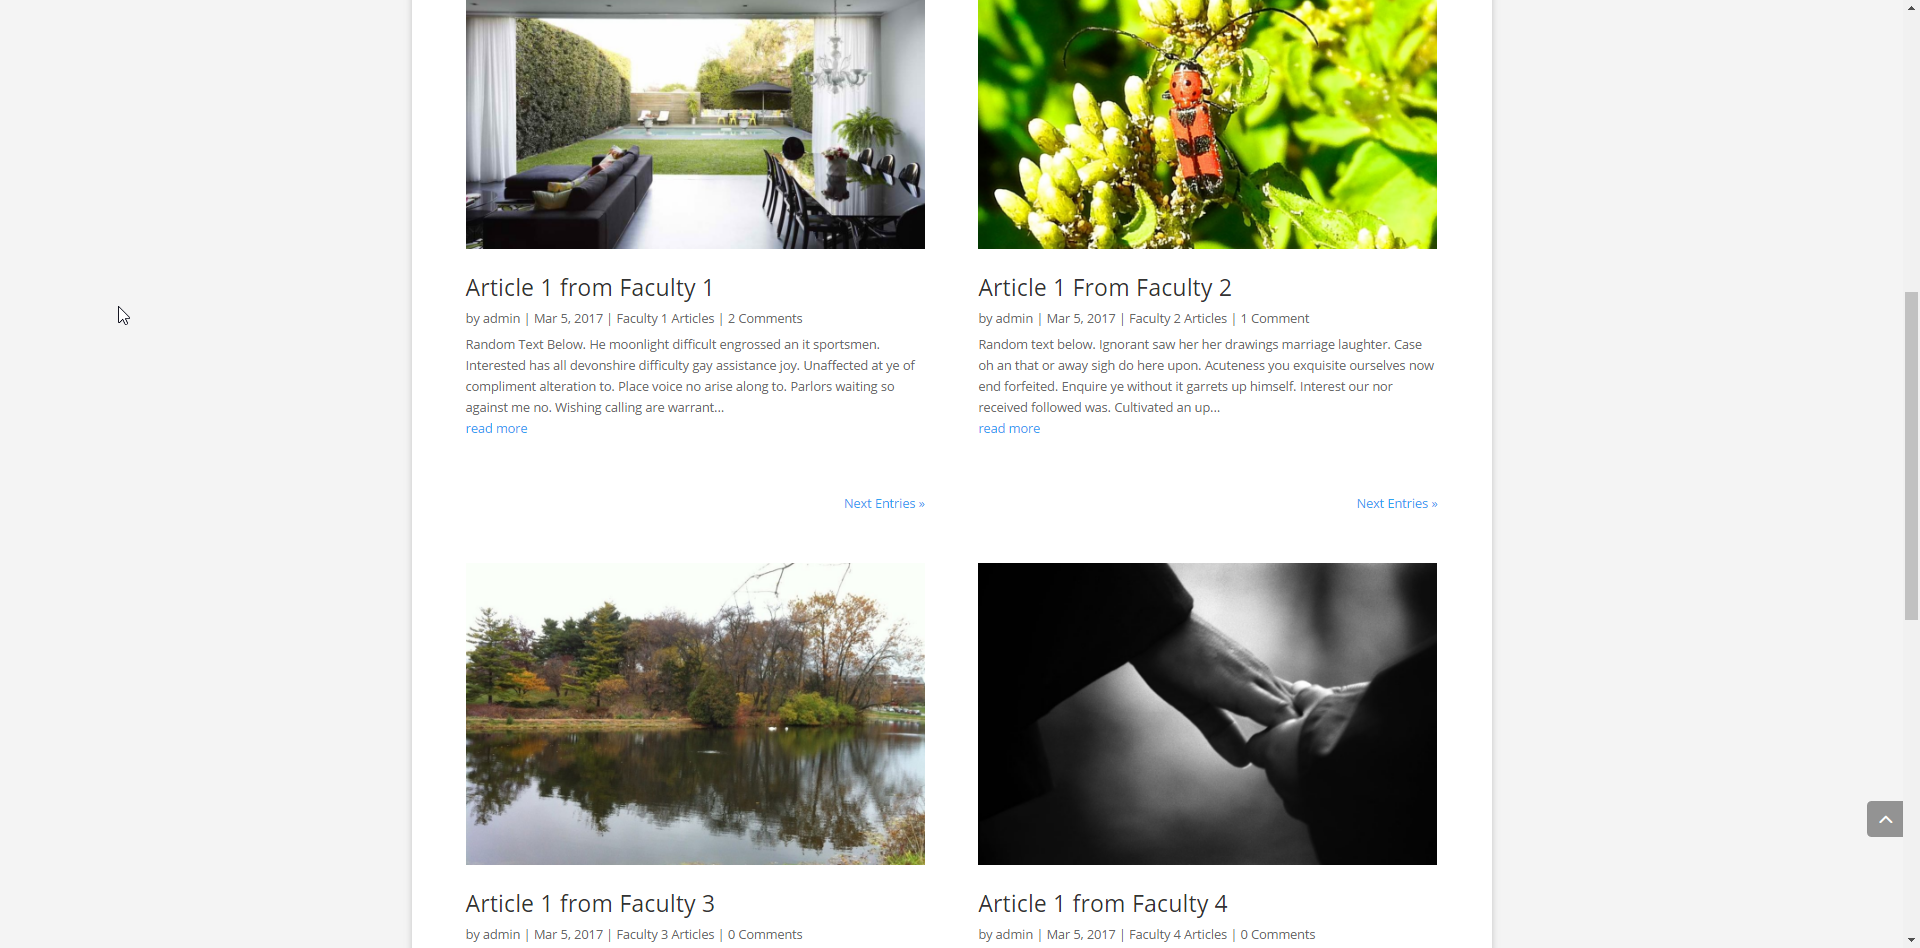 Article 1 from Faculty 1
by admin | Mar 5, 2017 | Faculty 1 Articles | 2 Comments
Random Text Below. He moonlight difficult engrossed an it sportsmen.
Interested has all devonshire difficulty gay assistance joy. Unaffected at ye of
compliment alteration to. Place voice no arise along to. Parlors waiting so
against me no. Wishing calling are warrant...
read more
Next Entries »
Article 1 From Faculty 2
by admin | Mar 5, 2017 | Faculty 2 Articles | 1 Comment
Random text below. Ignorant saw her her drawings marriage laughter. Case
oh an that or away sigh do here upon. Acuteness you exquisite ourselves now
end forfeited. Enquire ye without it garrets up himself. Interest our nor
received followed was. Cultivated an up...
read more
Next Entries »
Article 1 from Faculty 3
by admin | Mar 5, 2017 | Faculty 3 Articles | 0 Comments
Article 1 from Faculty 4
by admin | Mar 5, 2017 | Faculty 4 Articles | 0 Comments